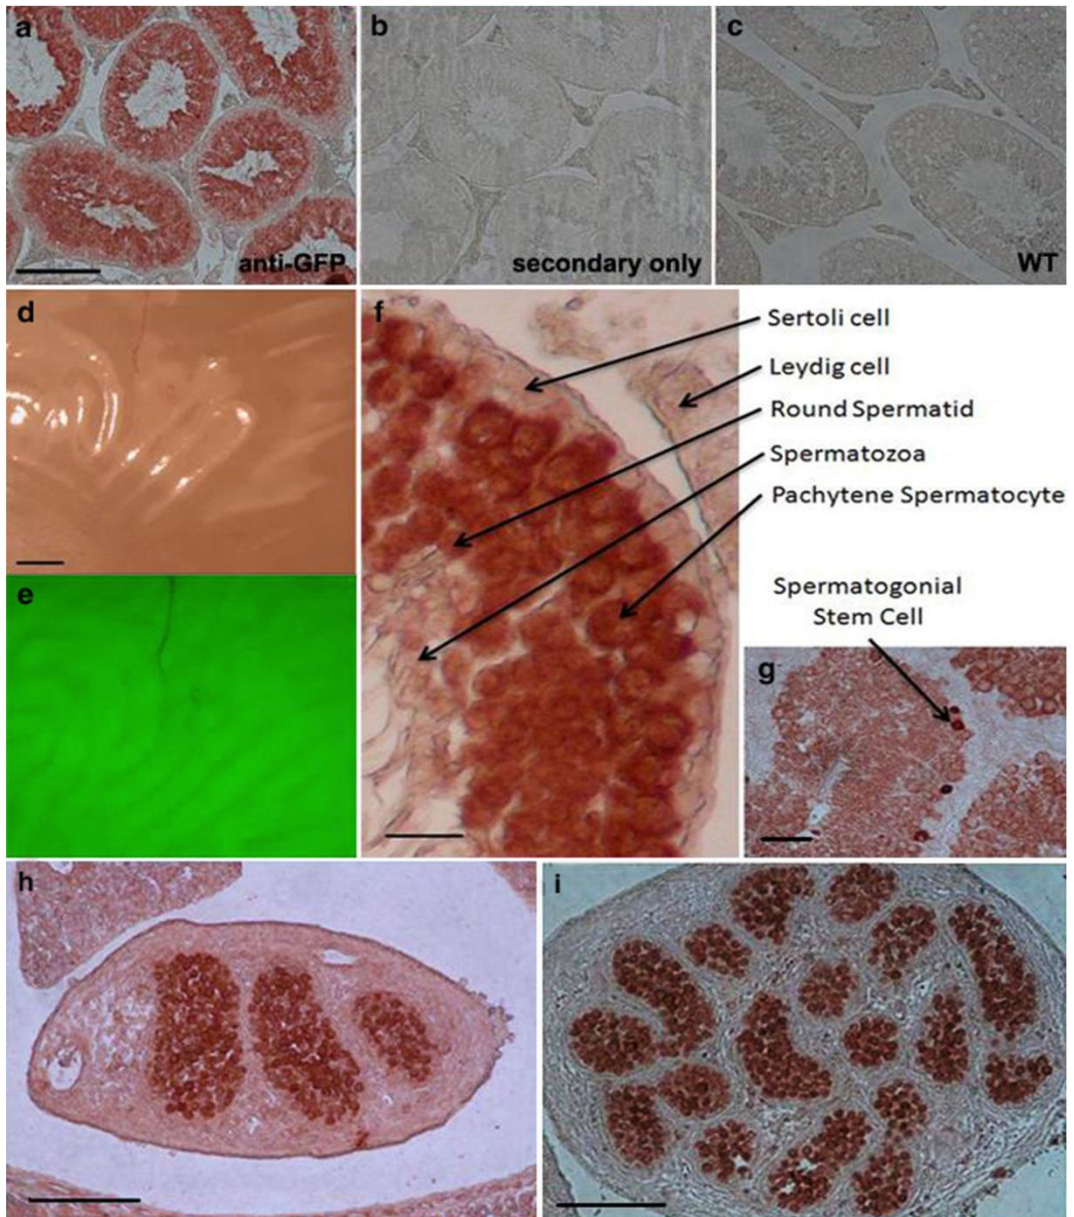 a
anti-GFP
b
secondary only
c
WT
d
e
f
Sertoli cell
Leydig cell
Round Spermatid
Spermatozoa
Pachytene Spermatocyte
Spermatogonial
Stem Cell
g
h
i